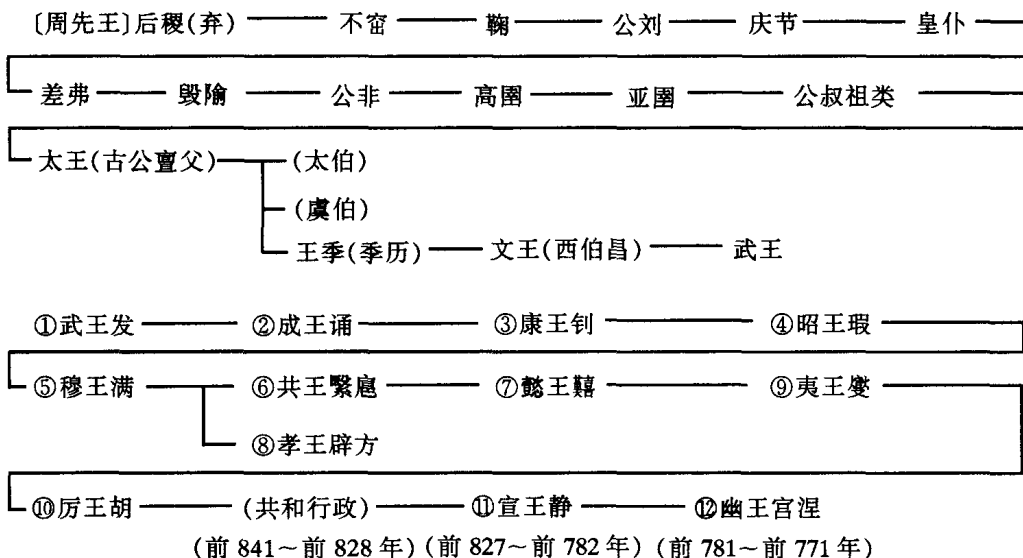 〔周先王〕后稷(弃) 不窋 鞠 公刘 庆节 皇仆
差弗 毁隃 公非 高圉 亚圉 公叔祖类
太王(古公亶父) (太伯)
(虞伯)
王季(季历) 文王(西伯昌) 武王
①武王发 ②成王诵 ③康王钊 ④昭王瑕
⑤穆王满 ⑥共王繄扈 ⑦懿王囏 ⑨夷王燮
⑧孝王辟方
⑩厉王胡 (共和行政) ⑪宣王静 ⑫幽王宫涅
(前 841~前 828 年) (前 827~前 782 年) (前 781~前 771 年)